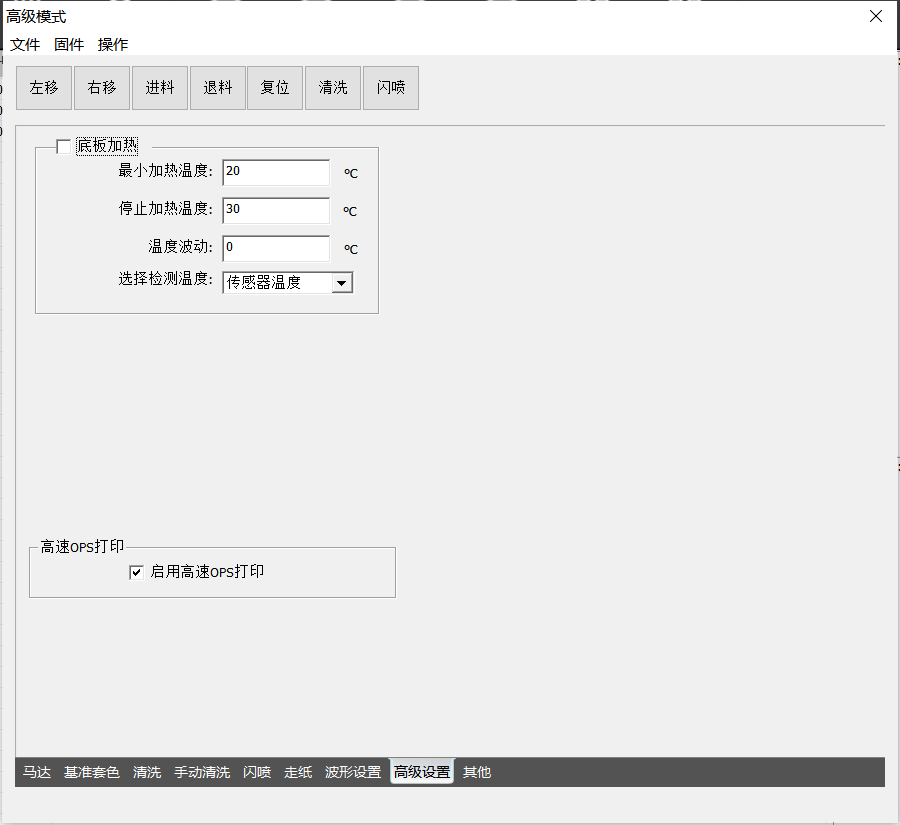 高级模式
文件 固件 操作
左移 右移 进料 退料 复位 清洗 闪喷
底板加热
最小加热温度: 20 ℃
停止加热温度: 30 ℃
温度波动: 0 ℃
选择检测温度: 传感器温度
高速OPS打印
启用高速OPS打印
马达 基准套色 清洗 手动清洗 闪喷 走纸 波形设置 高级设置 其他